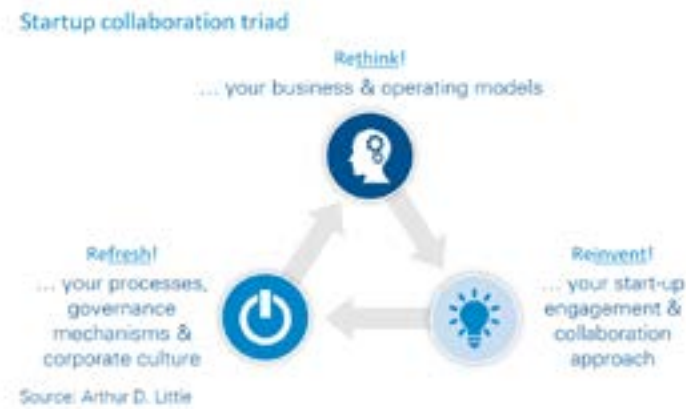 Startup collaboration triad
Rethink!
... your business & operating models
Refresh!
... your processes,
governance
mechanisms &
corporate culture
Reinvent!
... your start-up
engagement &
collaboration
approach
Source: Arthur D. Little